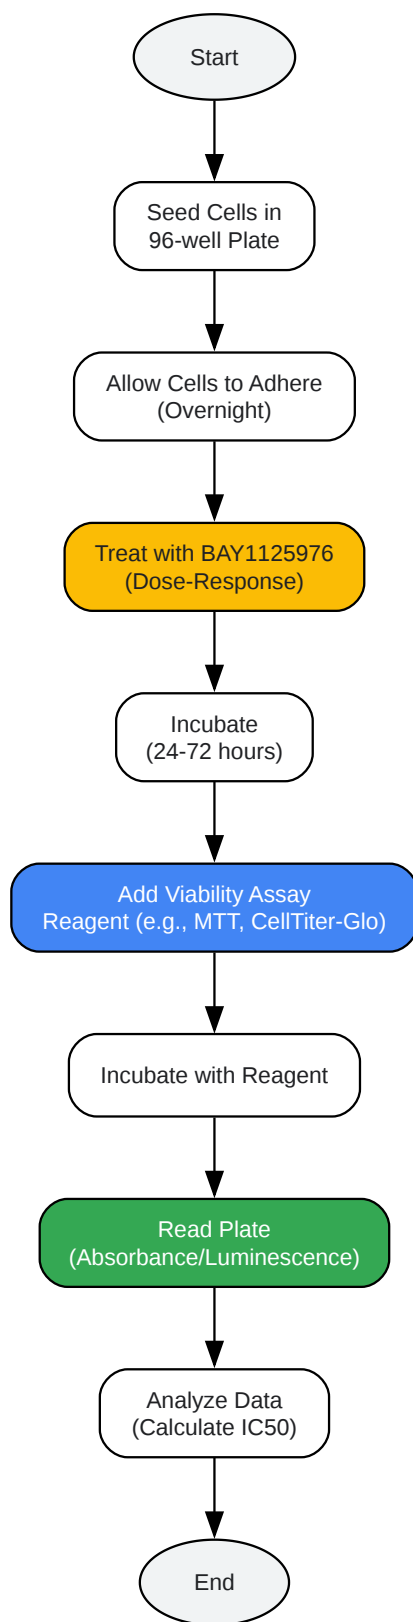 Start
Seed Cells in
96-well Plate
Allow Cells to Adhere
(Overnight)
Treat with BAY1125976
(Dose-Response)
Incubate
(24-72 hours)
Add Viability Assay
Reagent (e.g., MTT, CellTiter-Glo)
Incubate with Reagent
Read Plate
(Absorbance/Luminescence)
Analyze Data
(Calculate IC50)
End